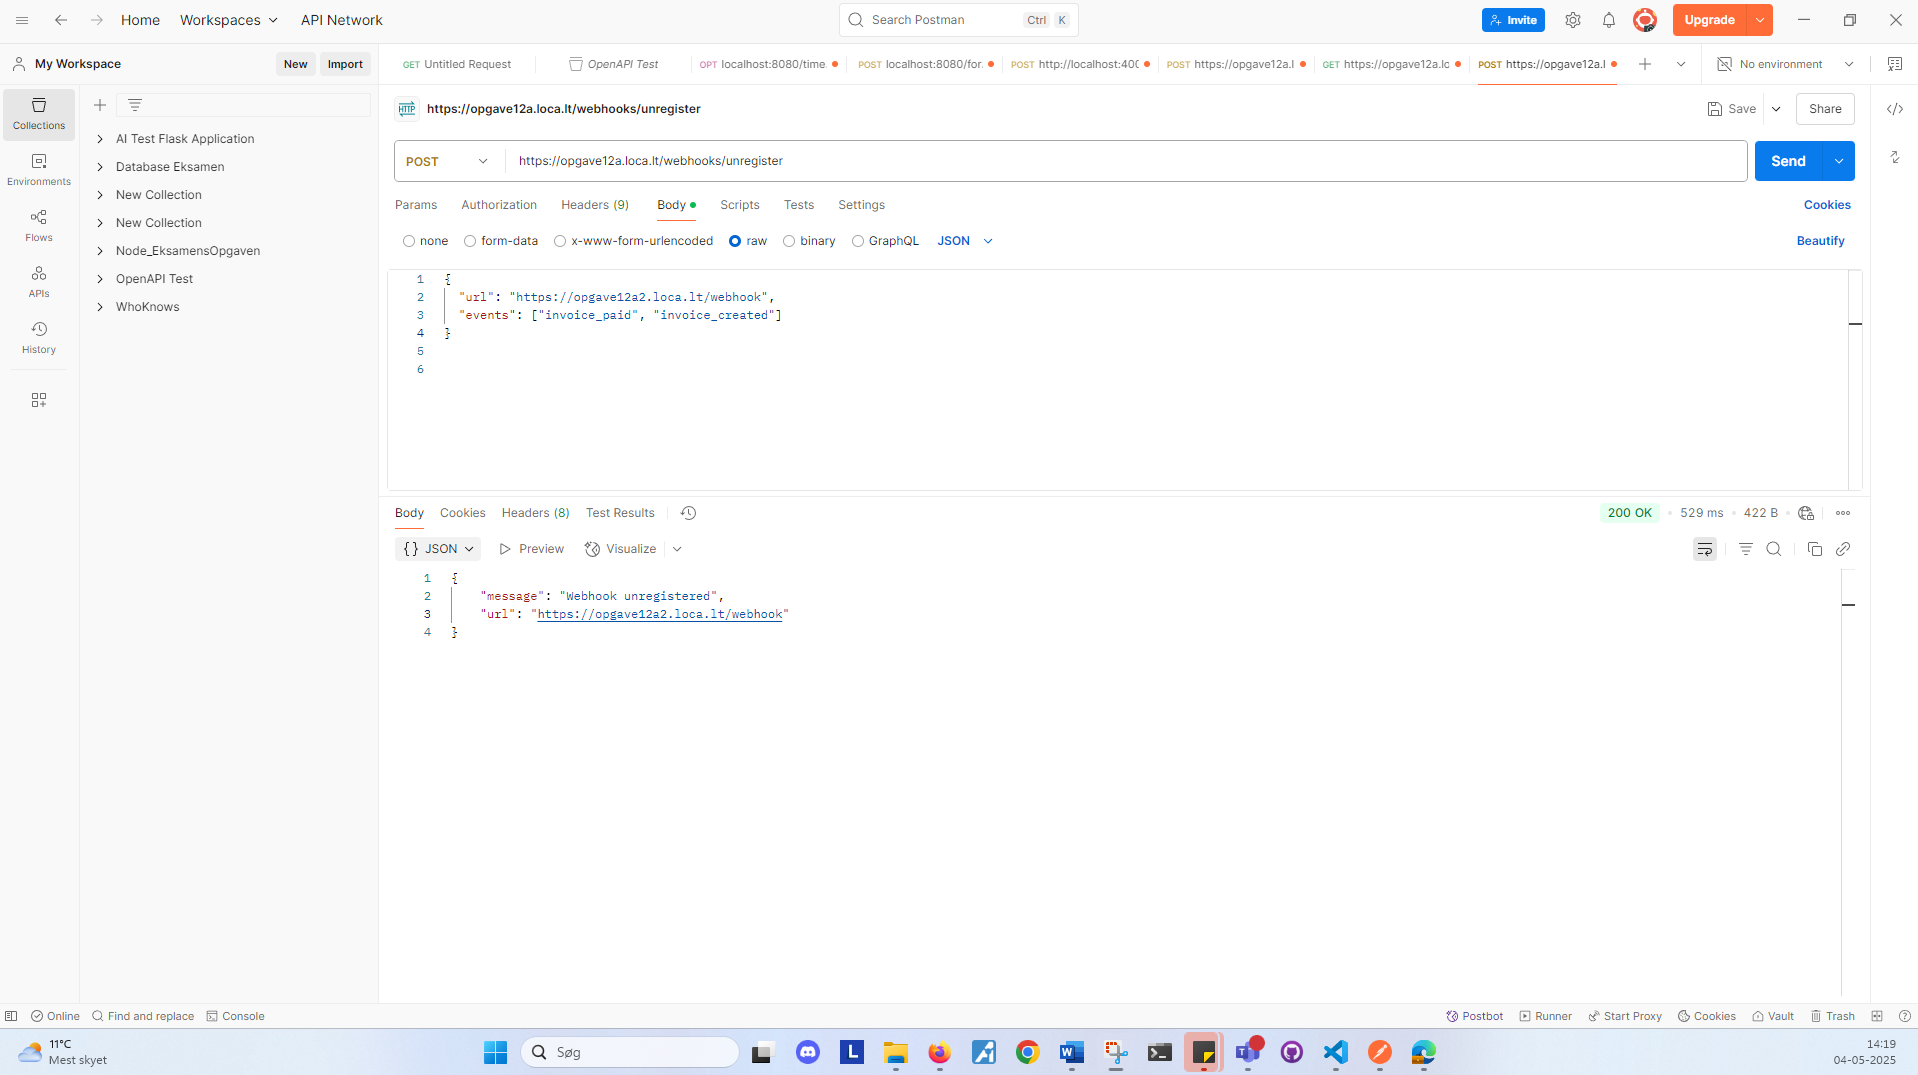 Home
Workspaces
API Network
Search Postman
Ctrl K
Invite
Upgrade
My Workspace
New
Import
GET Untitled Request
OpenAPI Test
OPT localhost:8080/time
POST localhost:8080/for
POST http://localhost:400
POST https://opgave12a.l
GET https://opgave12a.lc
POST https://opgave12a.l
No environment
Collections
Environments
Flows
APIs
History
AI Test Flask Application
Database Eksamen
New Collection
New Collection
Node_EksamensOpgaven
OpenAPI Test
WhoKnows
HTTP
https://opgave12a.loca.lt/webhooks/unregister
Save
Share
POST
https://opgave12a.loca.lt/webhooks/unregister
Send
Params
Authorization
Headers (9)
Body
Scripts
Tests
Settings
Cookies
none
form-data
x-www-form-urlencoded
raw
binary
GraphQL
JSON
Beautify
1 {
2 "url": "https://opgave12a2.loca.lt/webhook",
3 "events": ["invoice_paid", "invoice_created"]
4 }
5
6
Body
Cookies
Headers (8)
Test Results
200 OK
529 ms
422 B
{} JSON
Preview
Visualize
1 {
2 "message": "Webhook unregistered",
3 "url": "https://opgave12a2.loca.lt/webhook"
4 }
Online
Find and replace
Console
Postbot
Runner
Start Proxy
Cookies
Vault
Trash
11°C
Mest skyet
Søg
14:19
04-05-2025